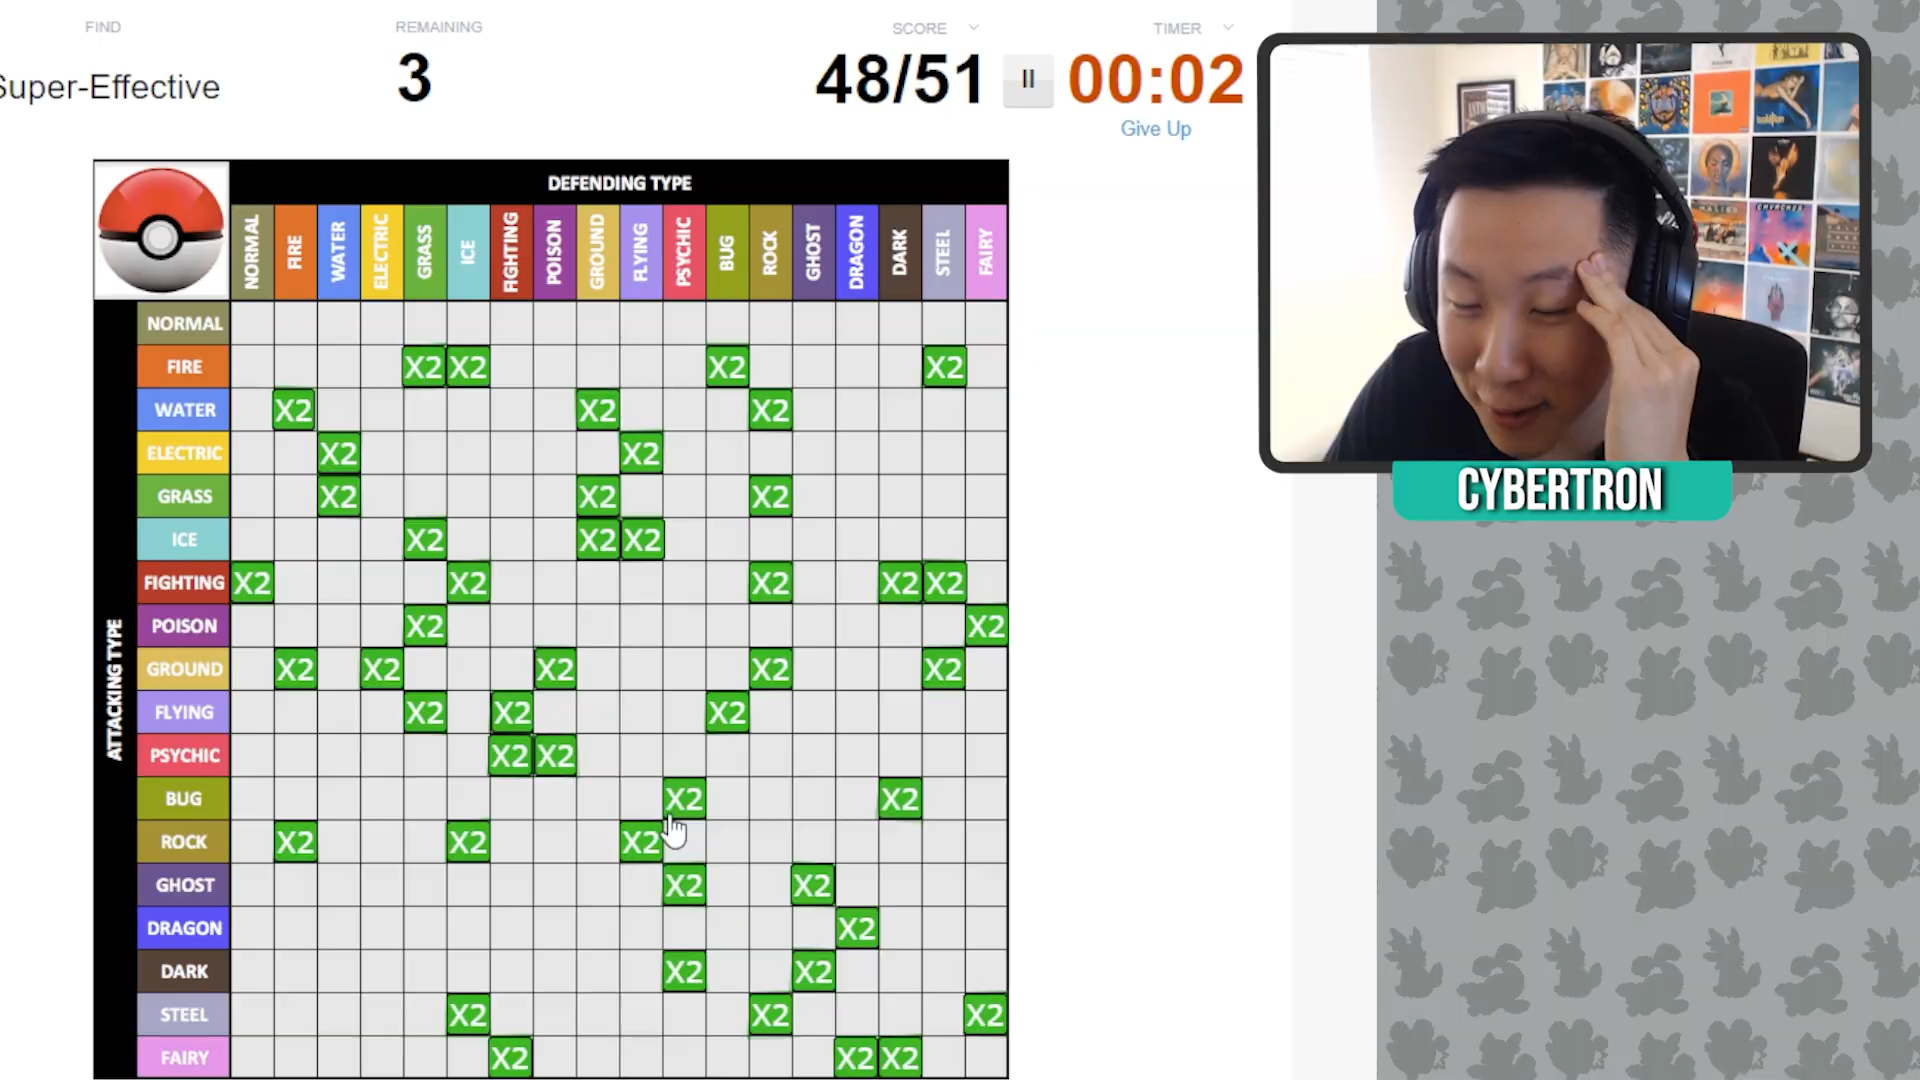 FIND
REMAINING
SCORE
TIMER
Super-Effective
3
48/51
00:02
Give Up
DEFENDING TYPE
NORMAL FIRE WATER ELECTRIC GRASS ICE FIGHTING POISON GROUND FLYING PSYCHIC BUG ROCK GHOST DRAGON DARK STEEL FAIRY
ATTACKING TYPE
NORMAL
FIRE X2 X2 X2 X2
WATER X2 X2 X2
ELECTRIC X2 X2
GRASS X2 X2 X2
ICE X2 X2 X2
FIGHTING X2 X2 X2 X2 X2
POISON X2 X2
GROUND X2 X2 X2 X2 X2
FLYING X2 X2 X2
PSYCHIC X2 X2
BUG X2 X2
ROCK X2 X2 X2
GHOST X2 X2
DRAGON X2
DARK X2 X2
STEEL X2 X2 X2
FAIRY X2 X2 X2
CHVRCHES
CYBERTRON